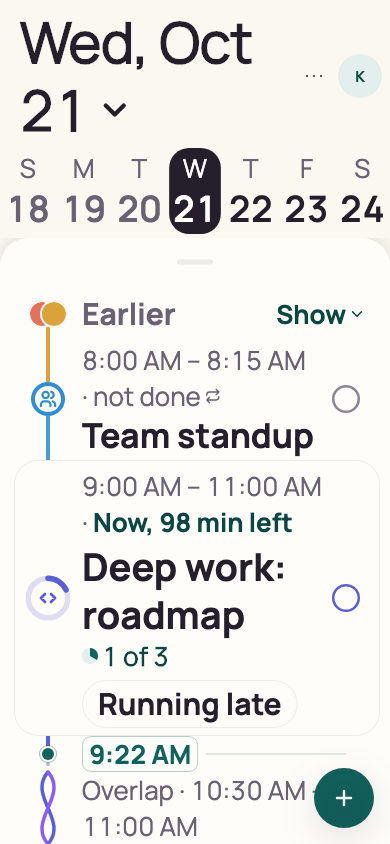 Wed, Oct
21
K
S M T W T F S
18 19 20 21 22 23 24
Earlier Show
8:00 AM – 8:15 AM
· not done
Team standup
9:00 AM – 11:00 AM
· Now, 98 min left
Deep work:
roadmap
1 of 3
Running late
9:22 AM
Overlap · 10:30 AM –
11:00 AM